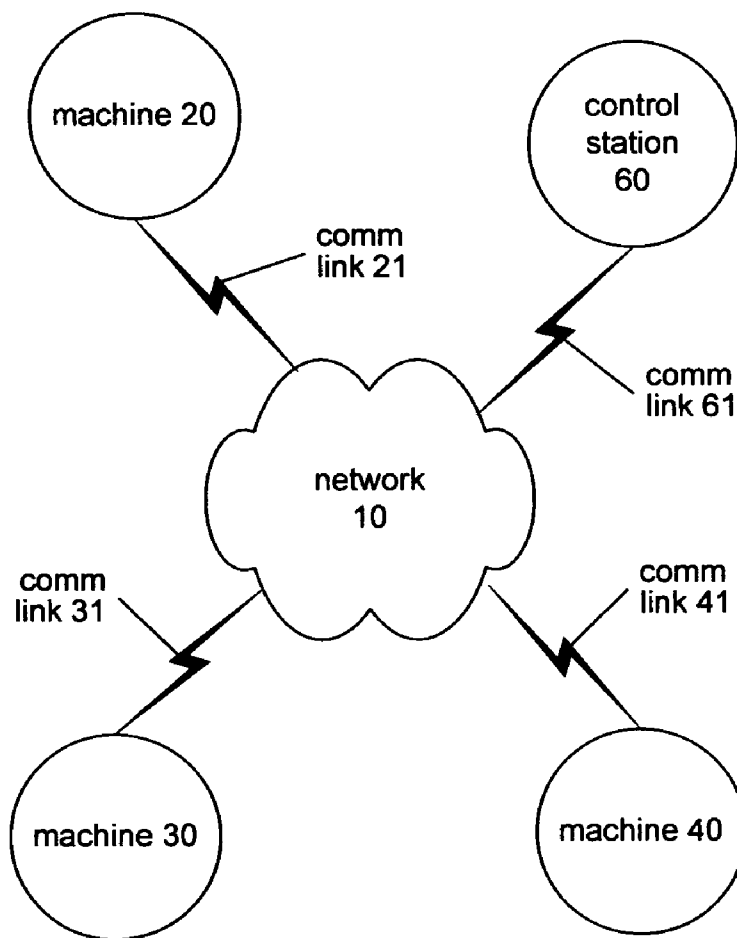 machine 20
control
station
60
comm
link 21
comm
link 61
network
10
comm
link 31
comm
link 41
machine 30
machine 40